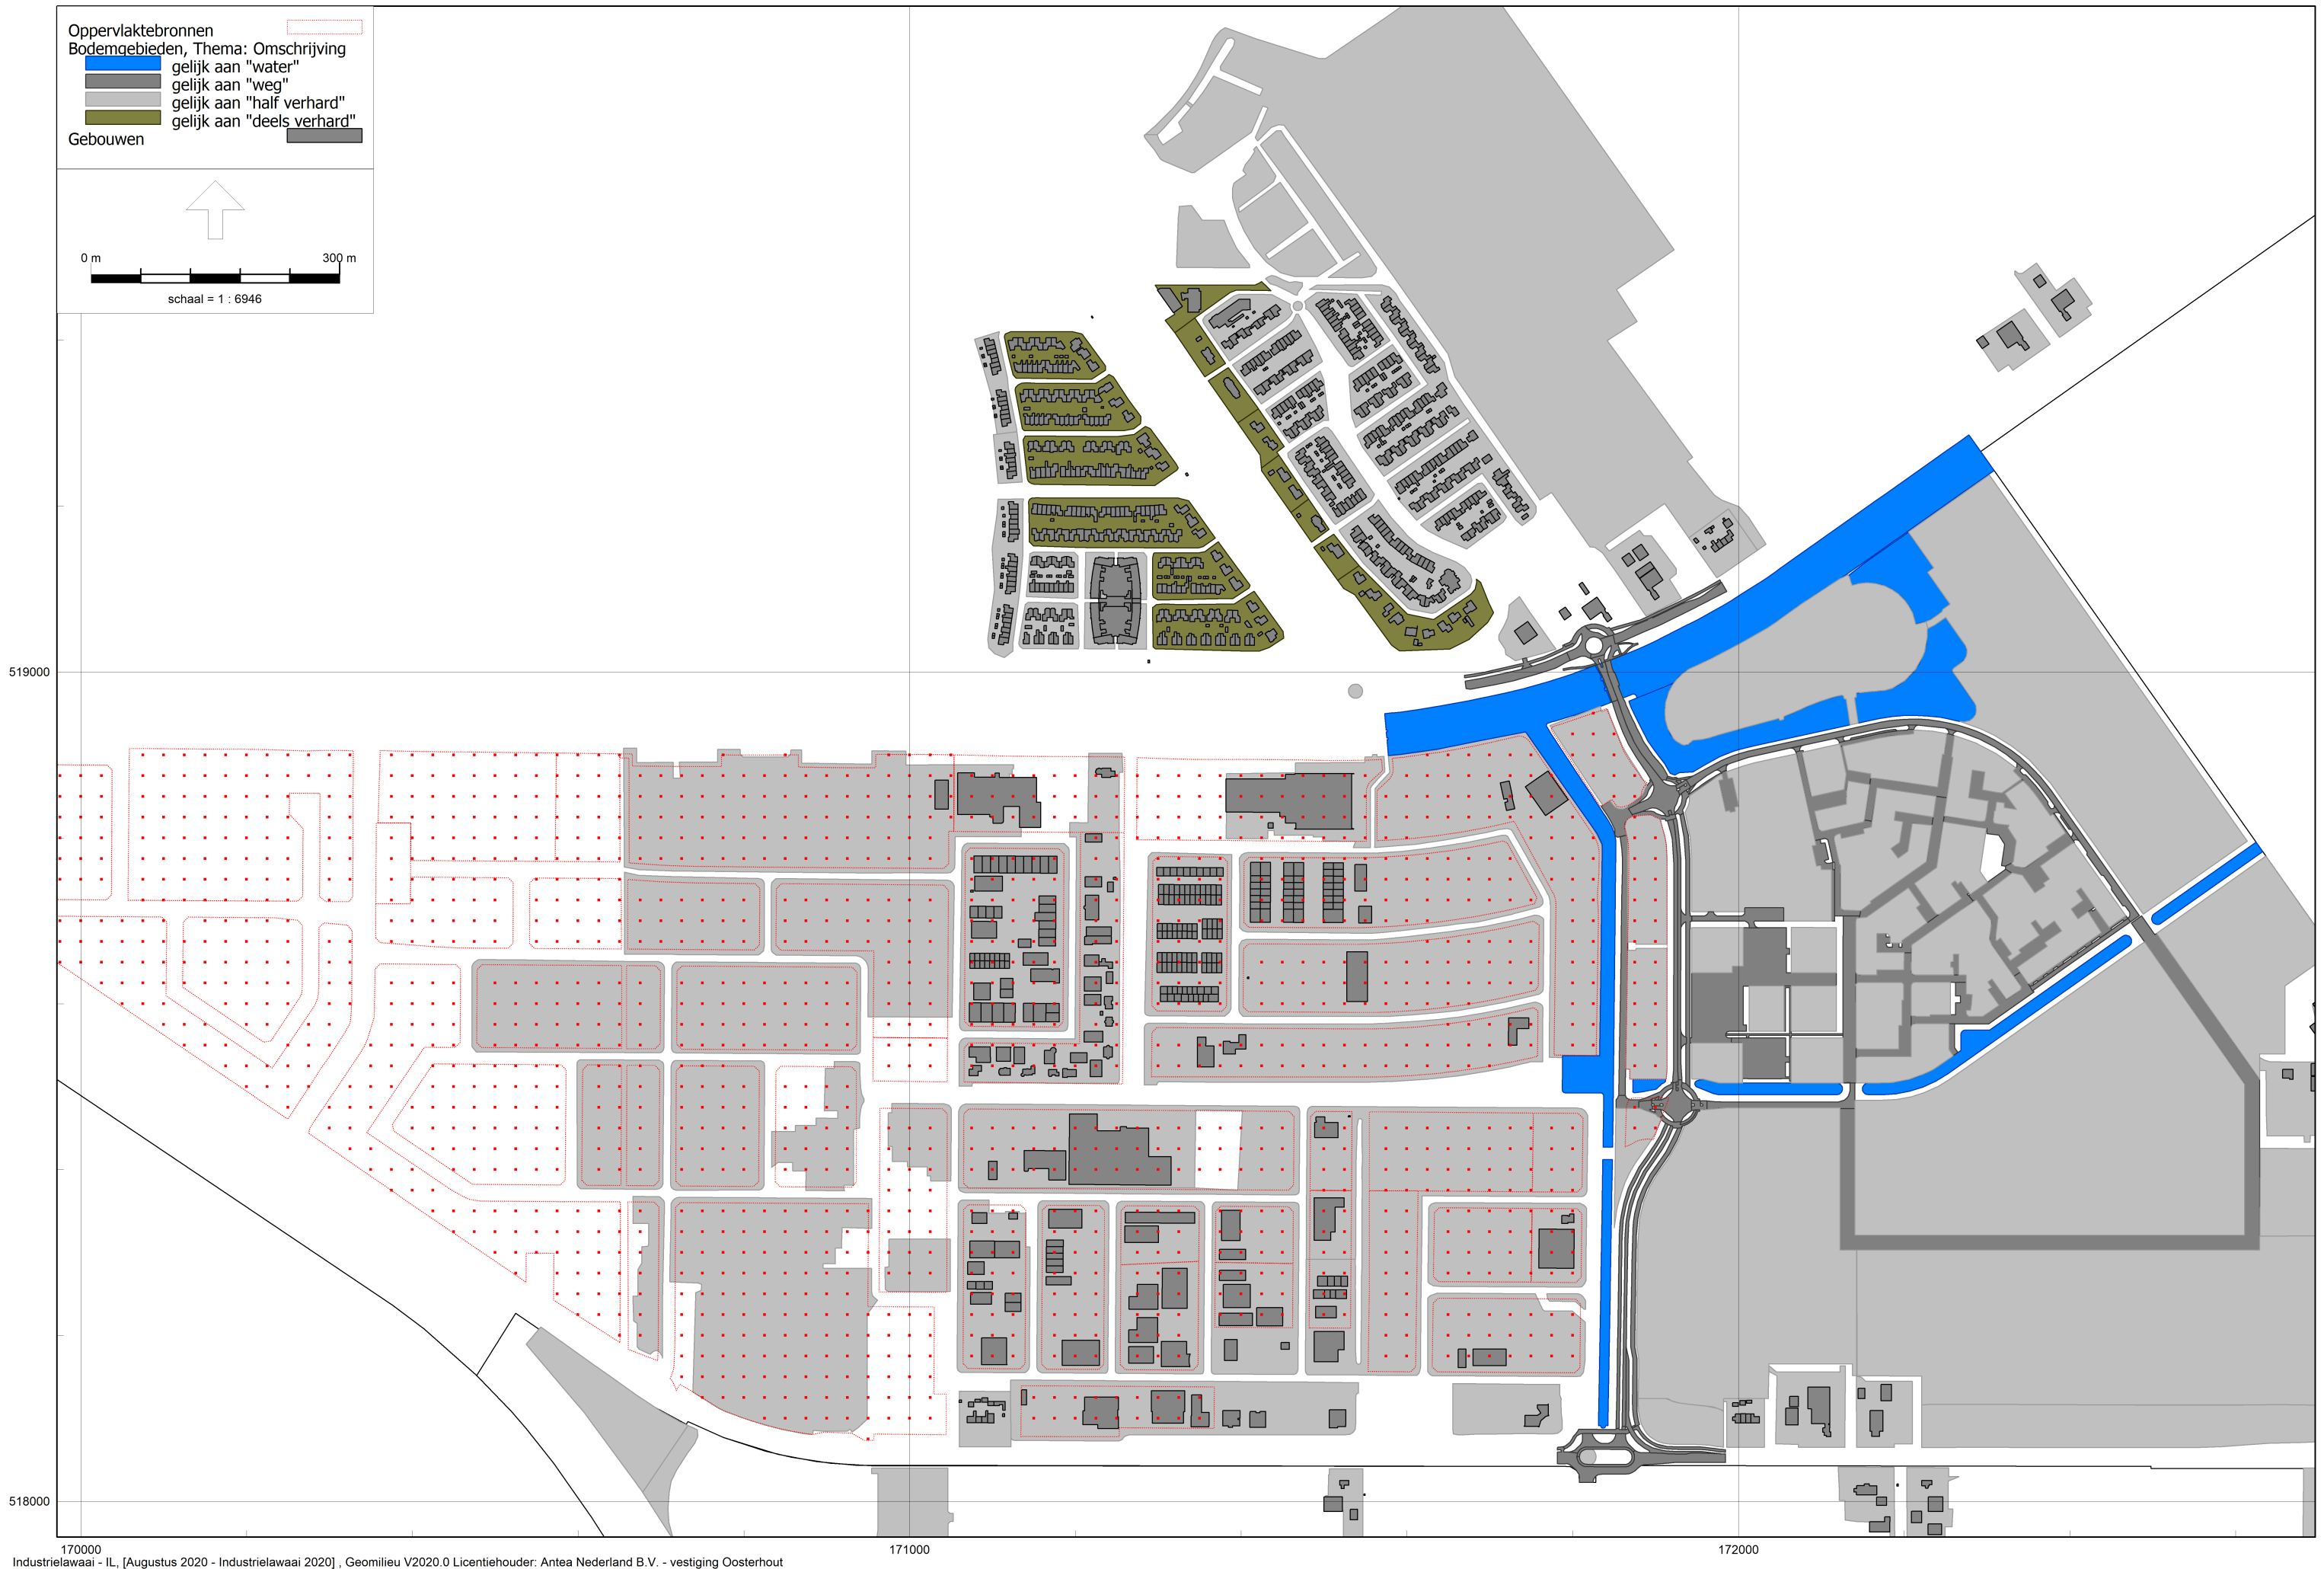 Oppervlaktebronnen
Bodemgebieden, Thema: Omschrijving
gelijk aan "water"
gelijk aan "weg"
gelijk aan "half verhard"
gelijk aan "deels verhard"
Gebouwen
0 m 300 m
schaal = 1 : 6946
519000
518000
170000 171000 172000
Industrielawaai - IL, [Augustus 2020 - Industrielawaai 2020] , Geomilieu V2020.0 Licentiehouder: Antea Nederland B.V. - vestiging Oosterhout